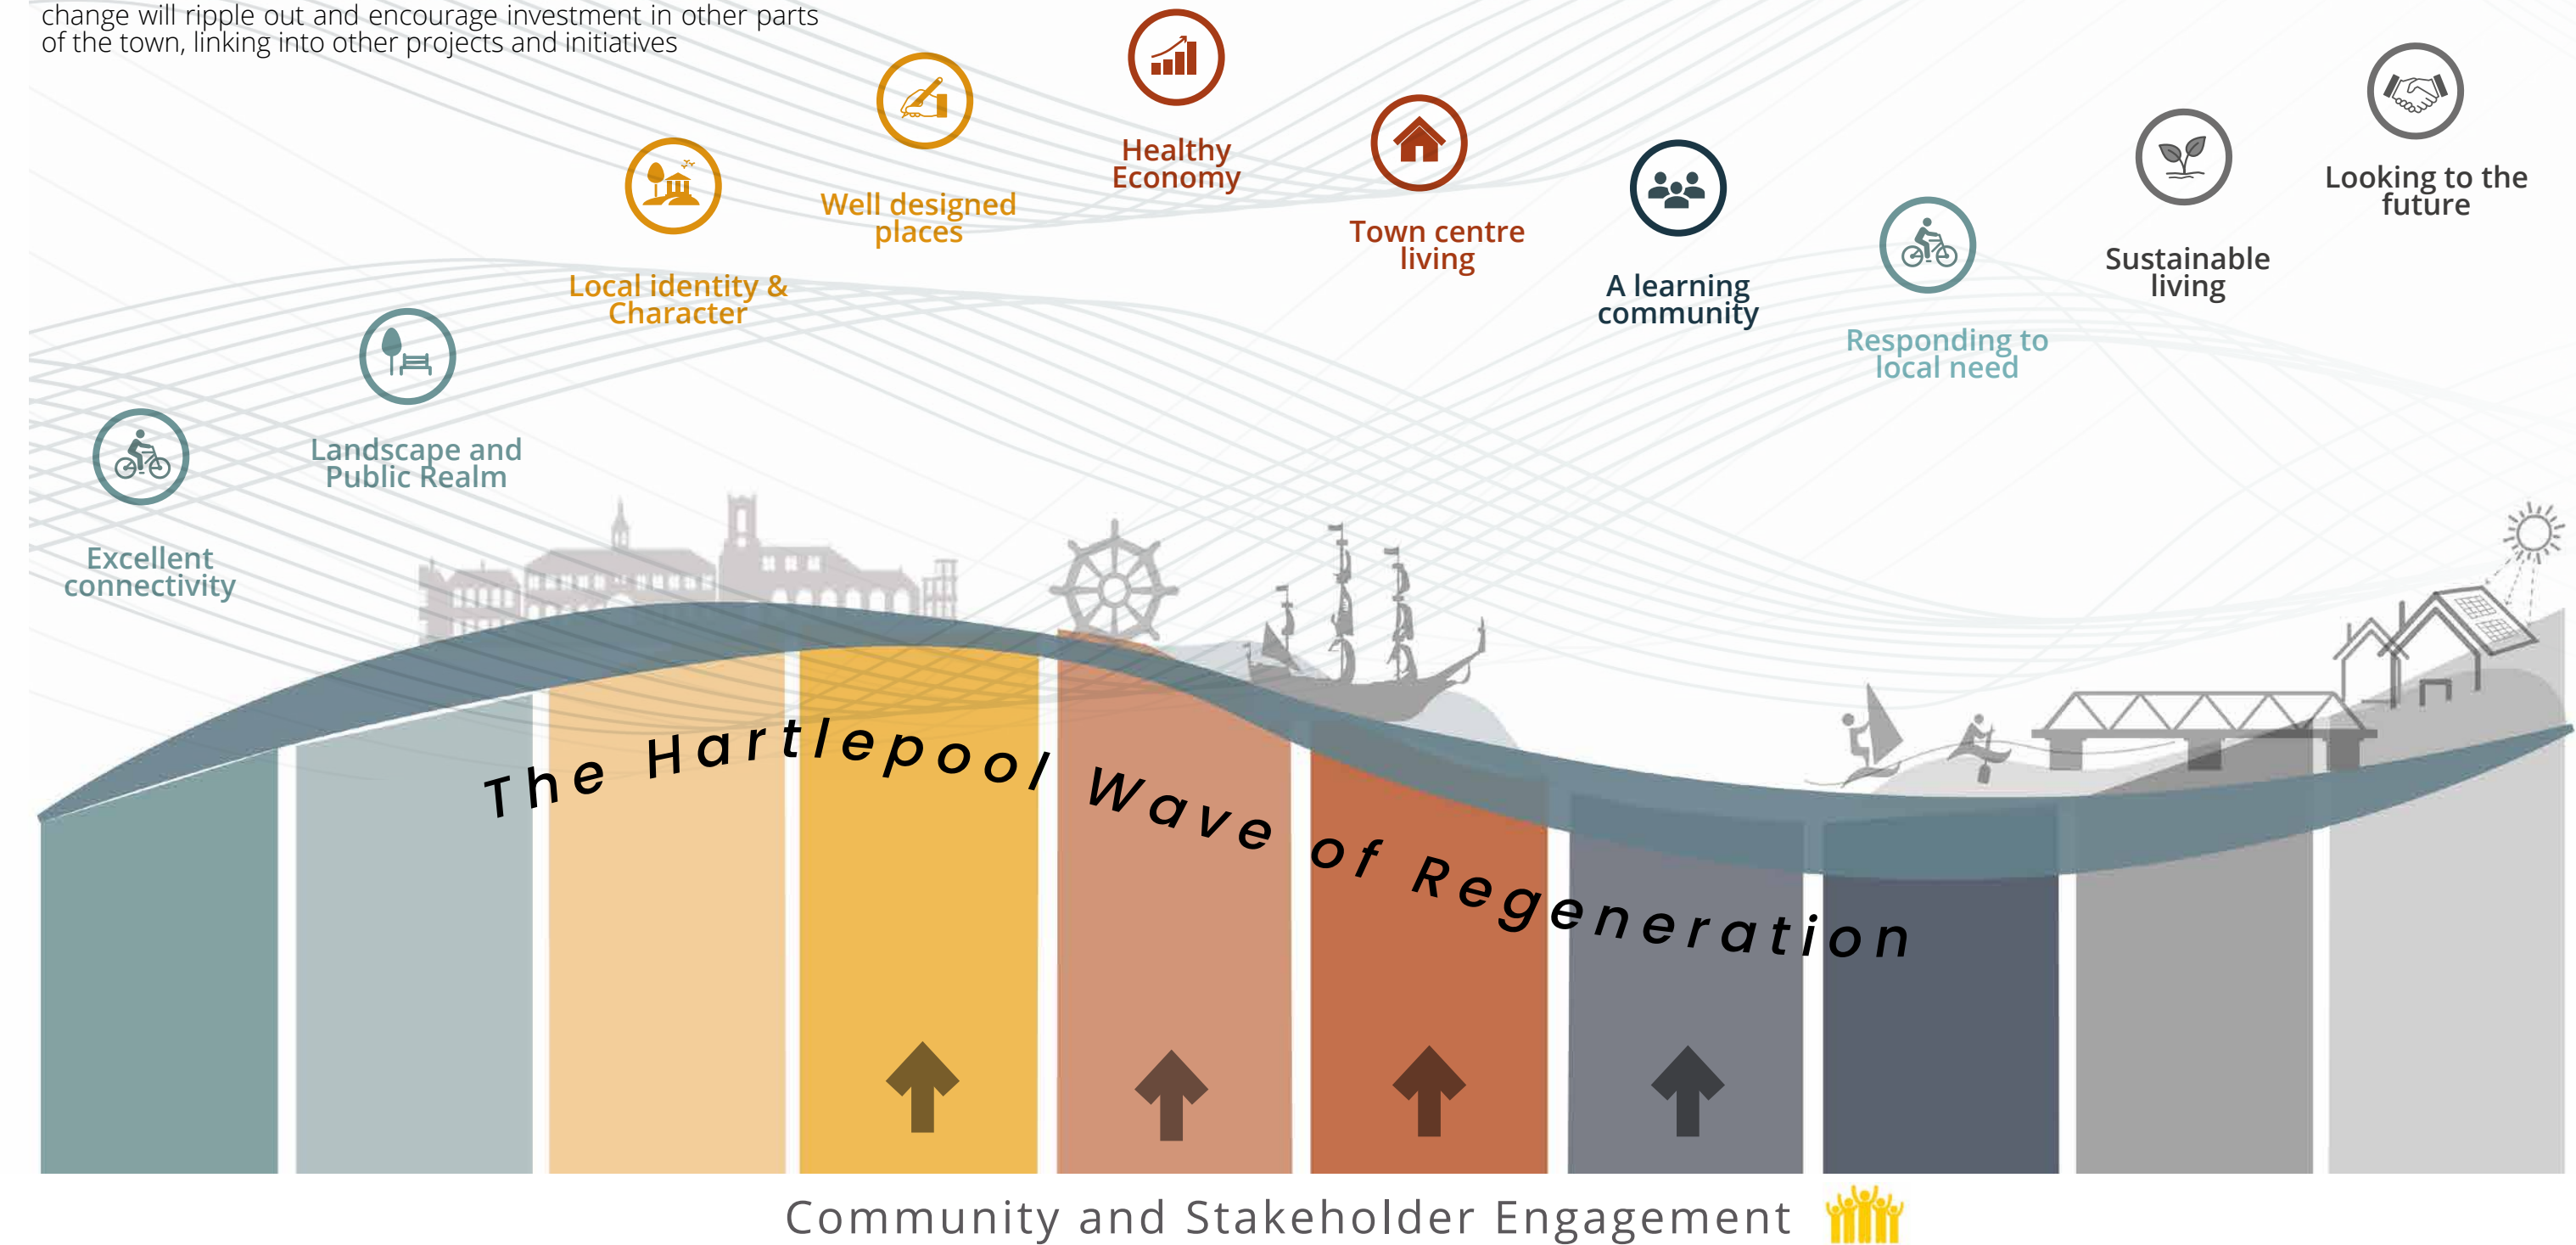 change will ripple out and encourage investment in other parts
of the town, linking into other projects and initiatives
Excellent
connectivity
Landscape and
Public Realm
Local identity &
Character
Well designed
places
Healthy
Economy
Town centre
living
A learning
community
Responding to
local need
Sustainable
living
Looking to the
future
The Hartlepool Wave of Regeneration
Community and Stakeholder Engagement